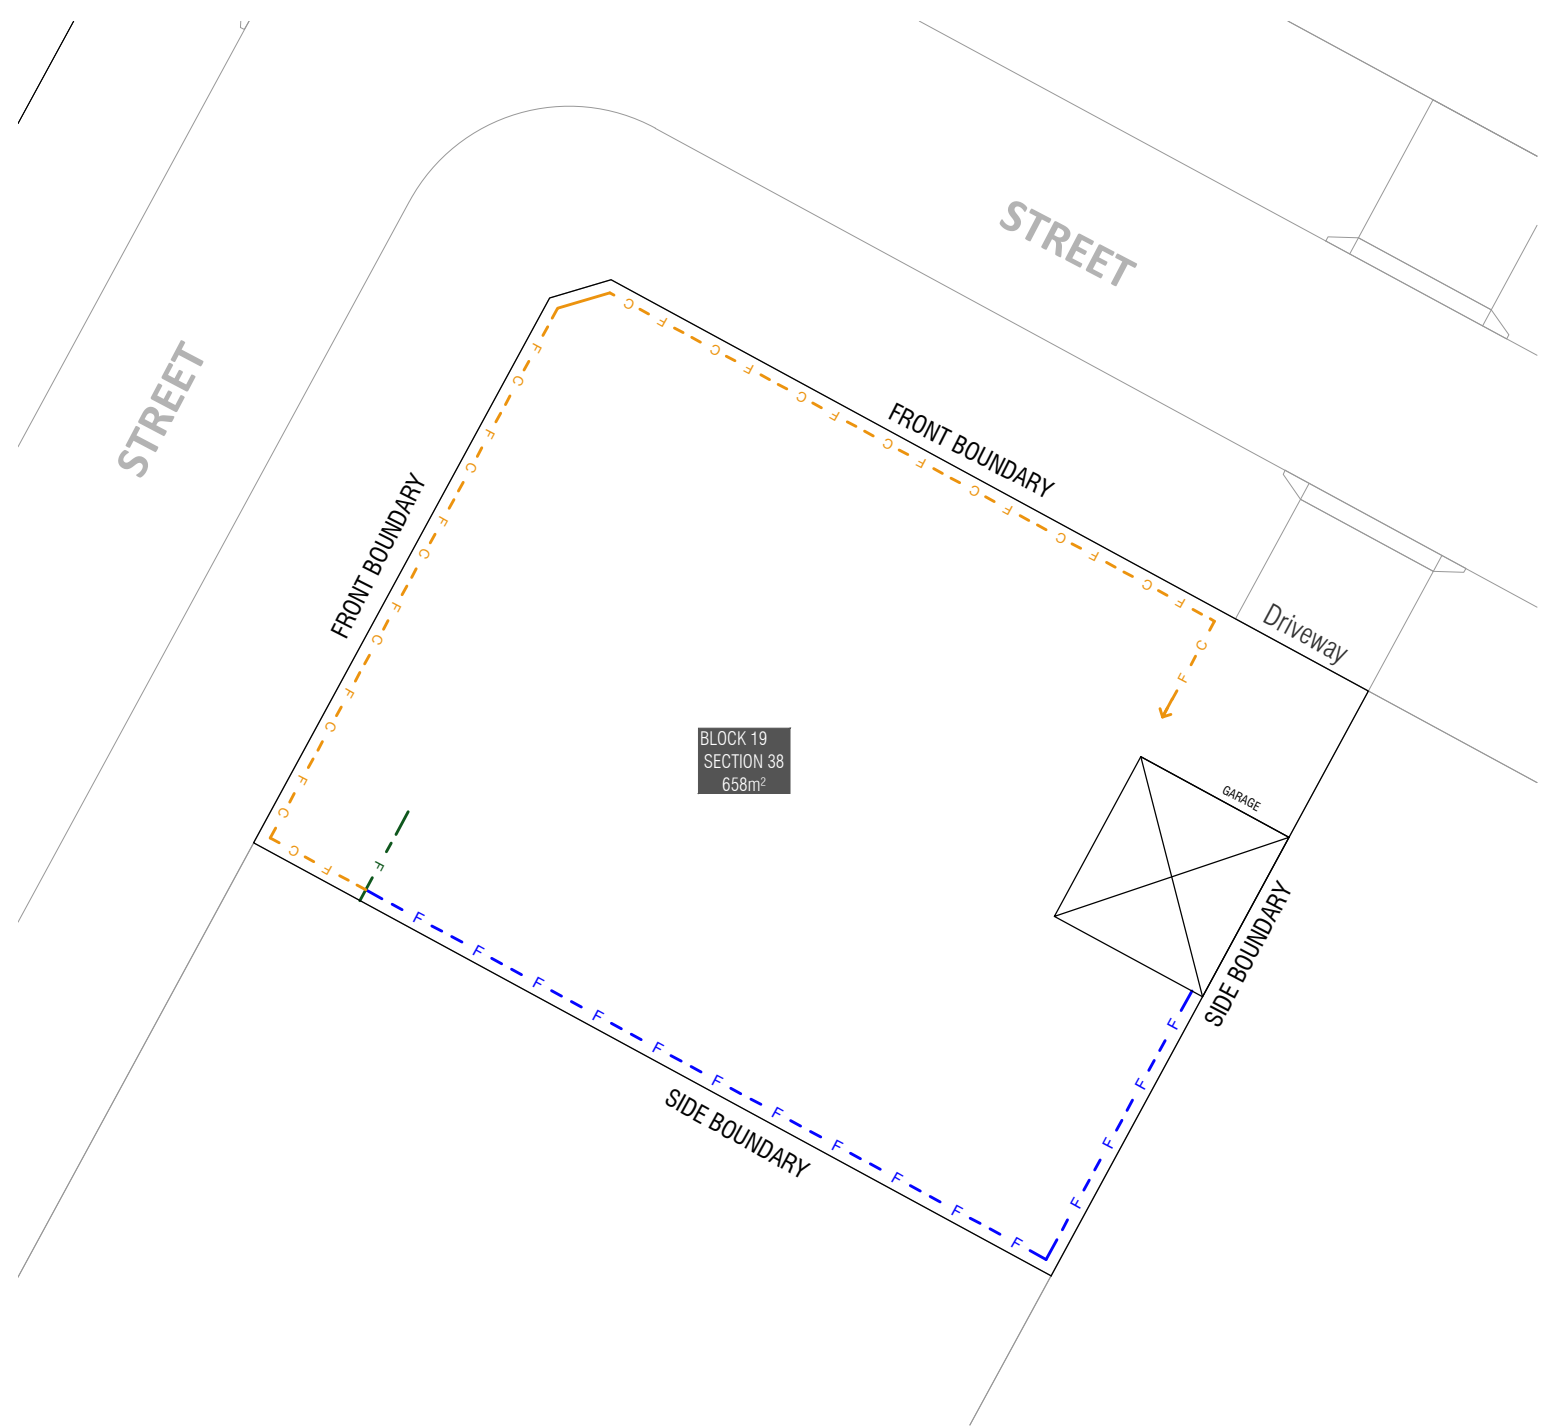 STREET
STREET
FRONT BOUNDARY
FRONT BOUNDARY
Driveway
BLOCK 19
SECTION 38
658m²
GARAGE
SIDE BOUNDARY
SIDE BOUNDARY
C F C F C F C F C F C F C F C F
F C F C F C F C F C F C
C F
F
F F F F F F F F F F F
F F F F